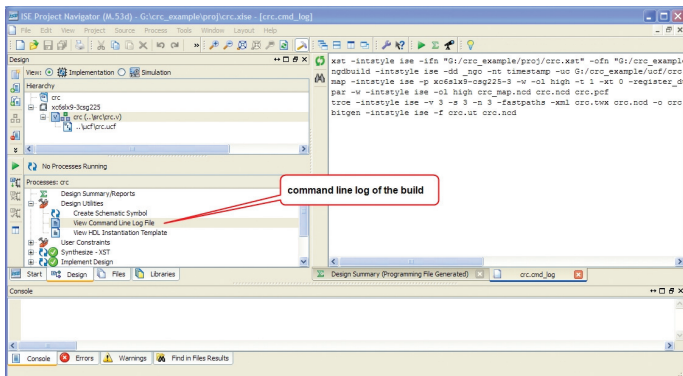 ISE Project Navigator (M.53d) - G:\crc_example\proj\crc.xise - [crc.cmd_log]
File Edit View Project Source Process Tools Window Layout Help
Design
View: Implementation Simulation
Hierarchy
crc
xc6slx9-3csg225
crc (..\src\crc.v)
..\ucf\crc.ucf
No Processes Running
Processes: crc
Design Summary/Reports
Design Utilities
Create Schematic Symbol
View Command Line Log File
View HDL Instantiation Template
User Constraints
Synthesize - XST
Implement Design
Start Design Files Libraries
xst -intstyle ise -ifn "G:/crc_example/proj/crc.xst" -ofn "G:/crc_exampl
ngdbuild -intstyle ise -dd _ngo -nt timestamp -uc G:/crc_example/ucf/crc
map -intstyle ise -p xc6slx9-csg225-3 -w -ol high -t 1 -xt 0 -register_d
par -w -intstyle ise -ol high crc_map.ncd crc.ncd crc.pcf
trce -intstyle ise -v 3 -s 3 -n 3 -fastpaths -xml crc.twx crc.ncd -o crc
bitgen -intstyle ise -f crc.ut crc.ncd
command line log of the build
Design Summary (Programming File Generated) crc.cmd_log
Console
Console Errors Warnings Find in Files Results